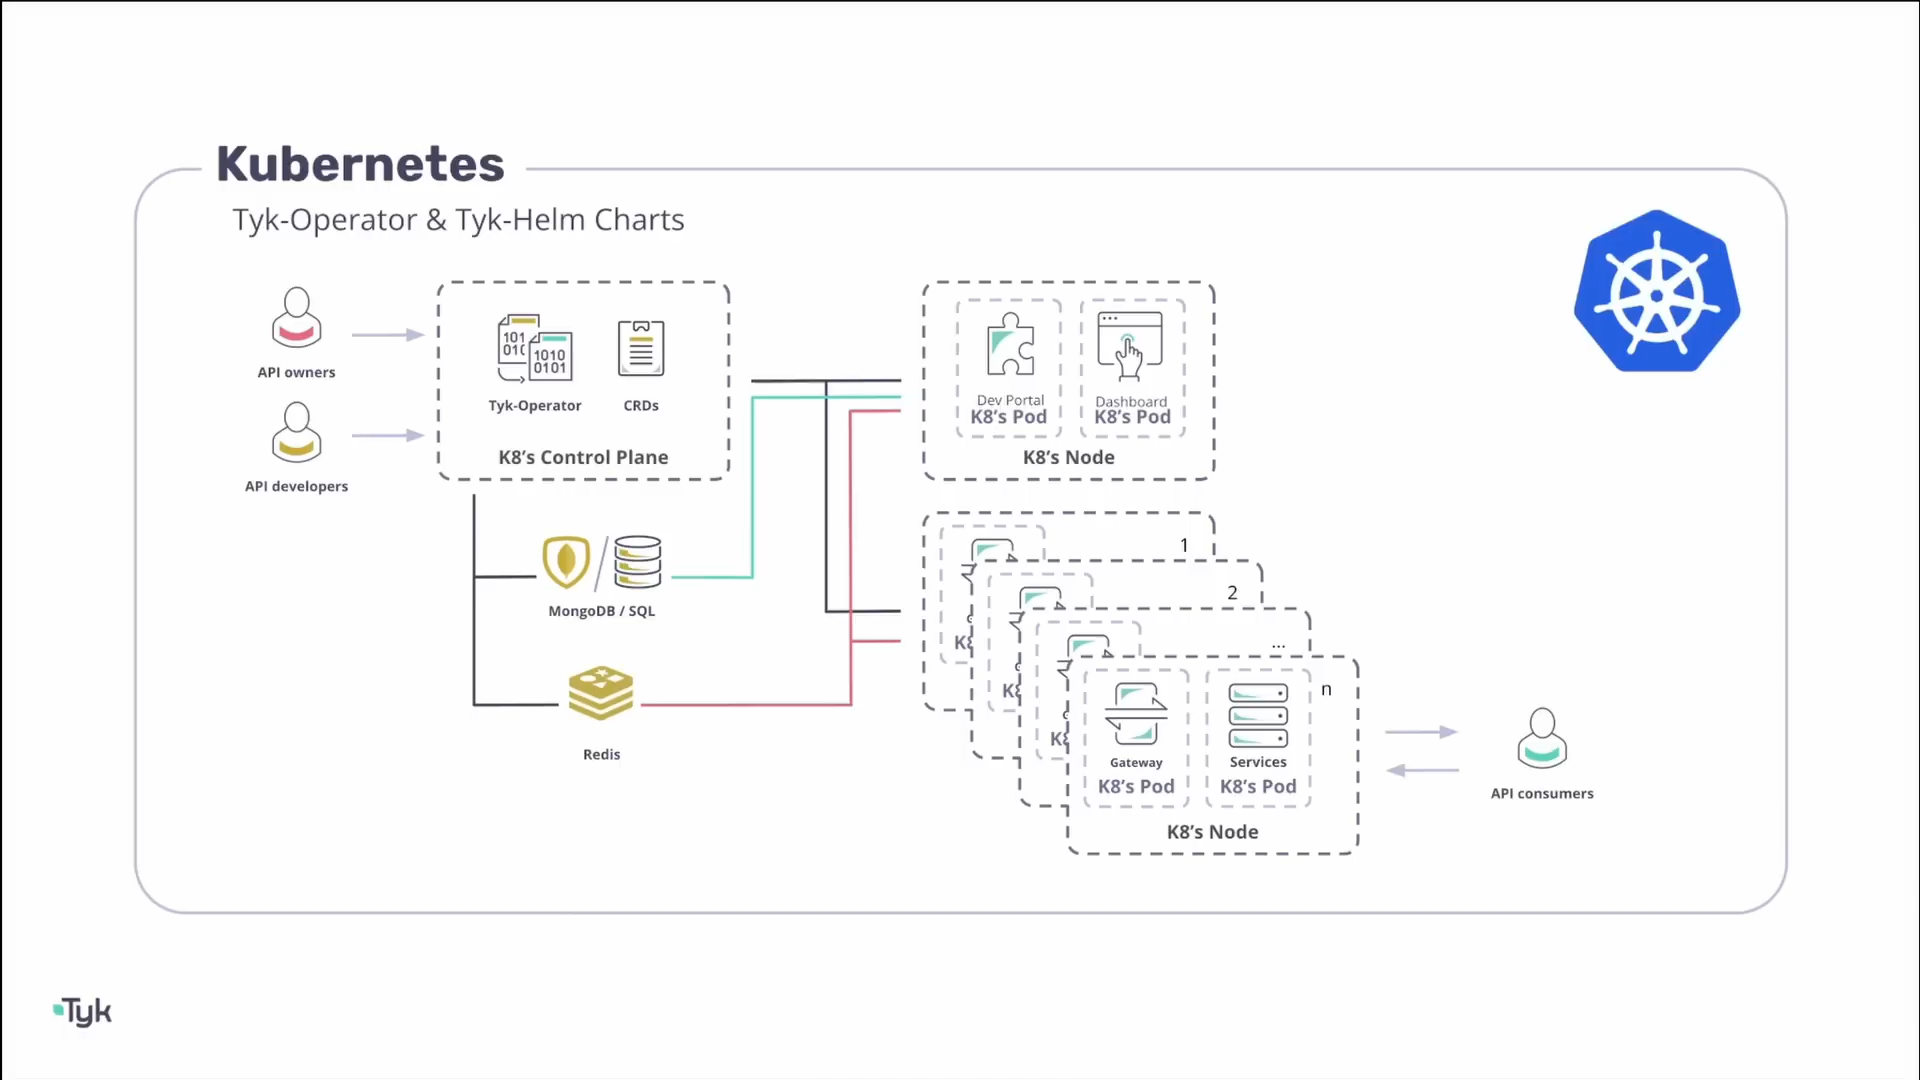 Kubernetes
Tyk-Operator & Tyk-Helm Charts
API owners
API developers
101
010
1010
0101
Tyk-Operator
CRDs
K8's Control Plane
MongoDB / SQL
Redis
Dev Portal
K8's Pod
Dashboard
K8's Pod
K8's Node
1
2
...
n
Gateway
K8's Pod
Services
K8's Pod
K8's Node
API consumers
Tyk